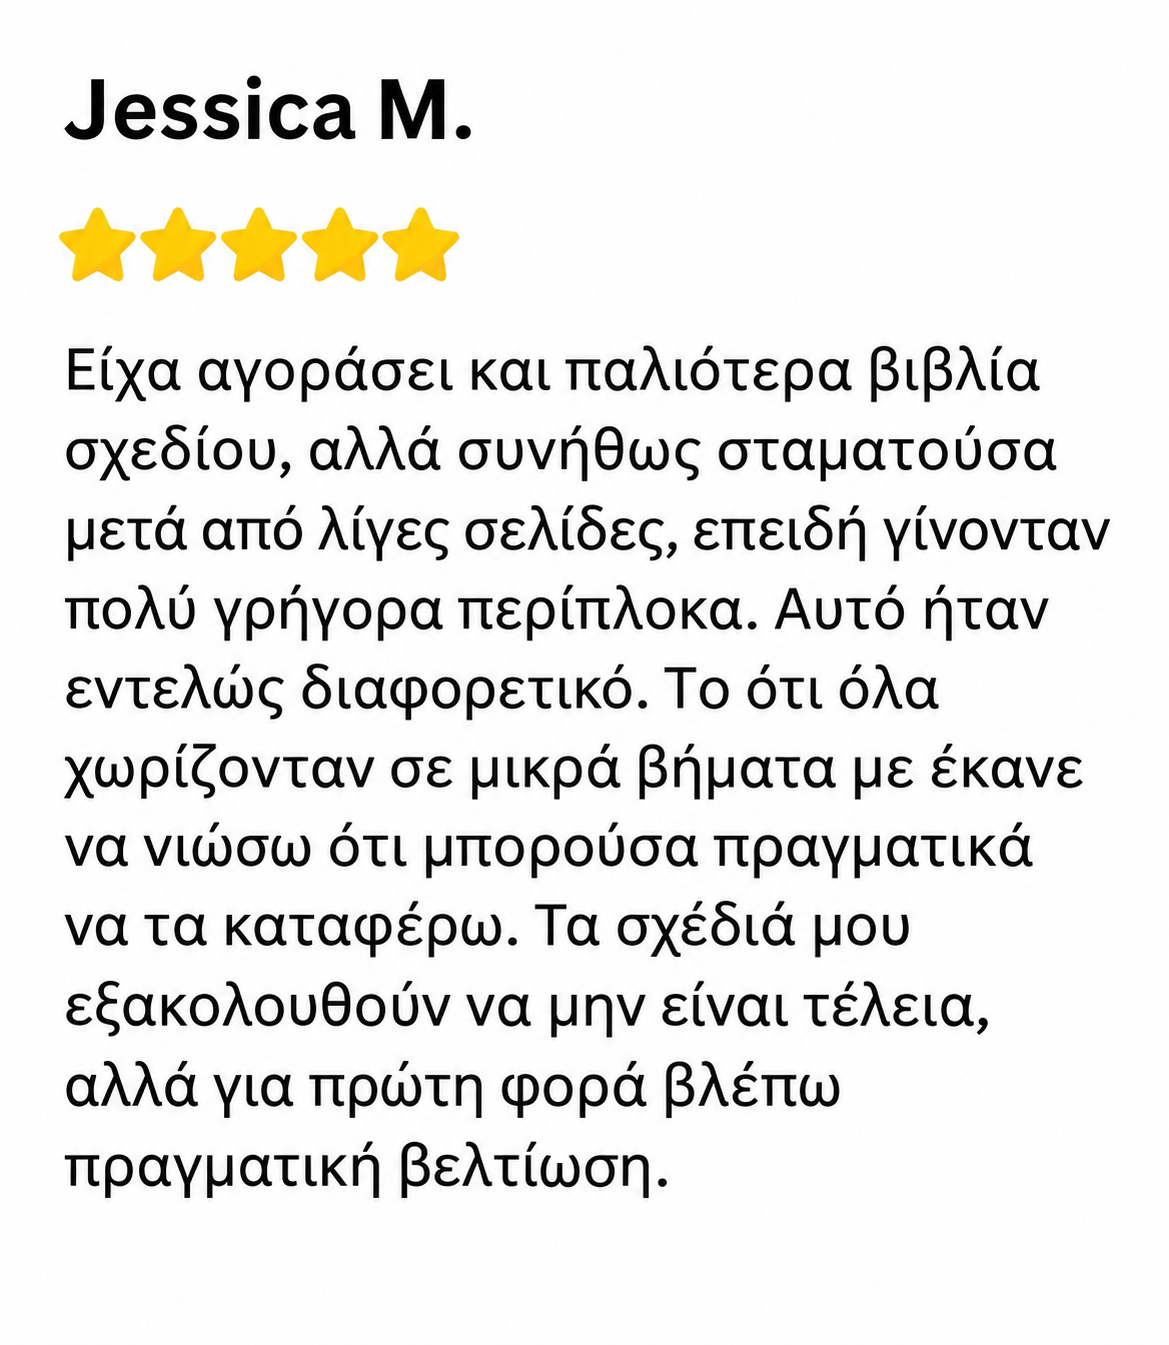 Jessica M.
Είχα αγοράσει και παλιότερα βιβλία
σχεδίου, αλλά συνήθως σταματούσα
μετά από λίγες σελίδες, επειδή γίνονταν
πολύ γρήγορα περίπλοκα. Αυτό ήταν
εντελώς διαφορετικό. Το ότι όλα
χωρίζονταν σε μικρά βήματα με έκανε
να νιώσω ότι μπορούσα πραγματικά
να τα καταφέρω. Τα σχέδιά μου
εξακολουθούν να μην είναι τέλεια,
αλλά για πρώτη φορά βλέπω
πραγματική βελτίωση.